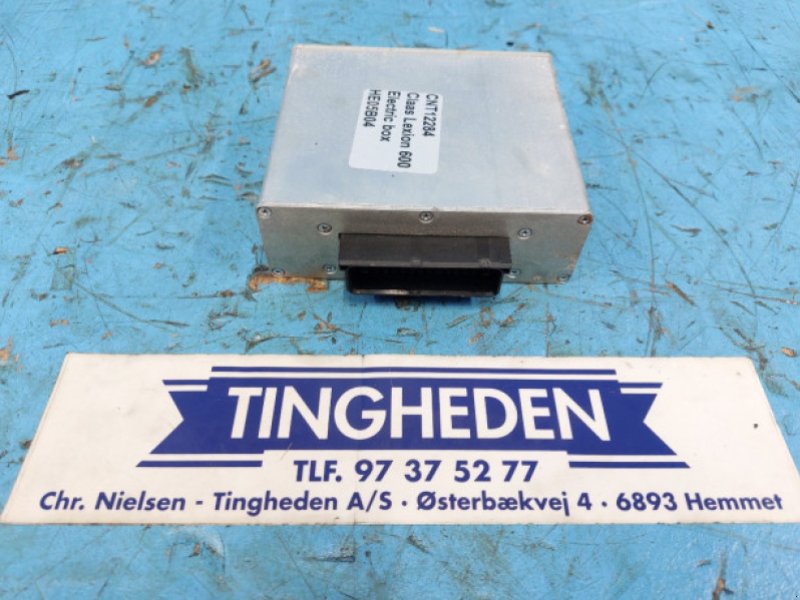 CNT12284
Claas Lexion 600
Electric box
HE05B04
TINGHEDEN
TLF. 97 37 52 77
Chr. Nielsen - Tingheden A/S · Østerbækvej 4 · 6893 Hemmet